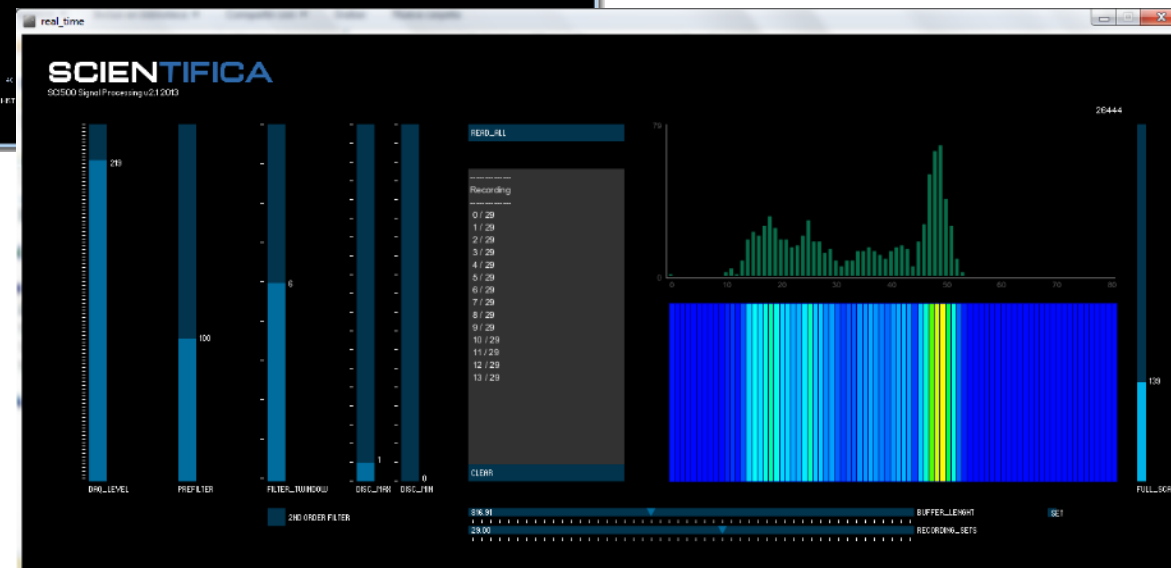 real_time
SCIENTIFICA
SCI500 Signal Processing v2.1 2013
26444
219
100
6
1
0
DAQ_LEVEL
PREFILTER
FILTER_TWINDOW
DISC_MAX
DISC_MIN
2ND ORDER FILTER
READ_ALL
------------
Recording
------------
0 / 29
1 / 29
2 / 29
3 / 29
4 / 29
5 / 29
6 / 29
7 / 29
8 / 29
9 / 29
10 / 29
11 / 29
12 / 29
13 / 29
CLEAR
79
0
0 10 20 30 40 50 60 70 80
139
FULL_SCA
816.91 BUFFER_LENGHT SET
29.00 RECORDING_SETS